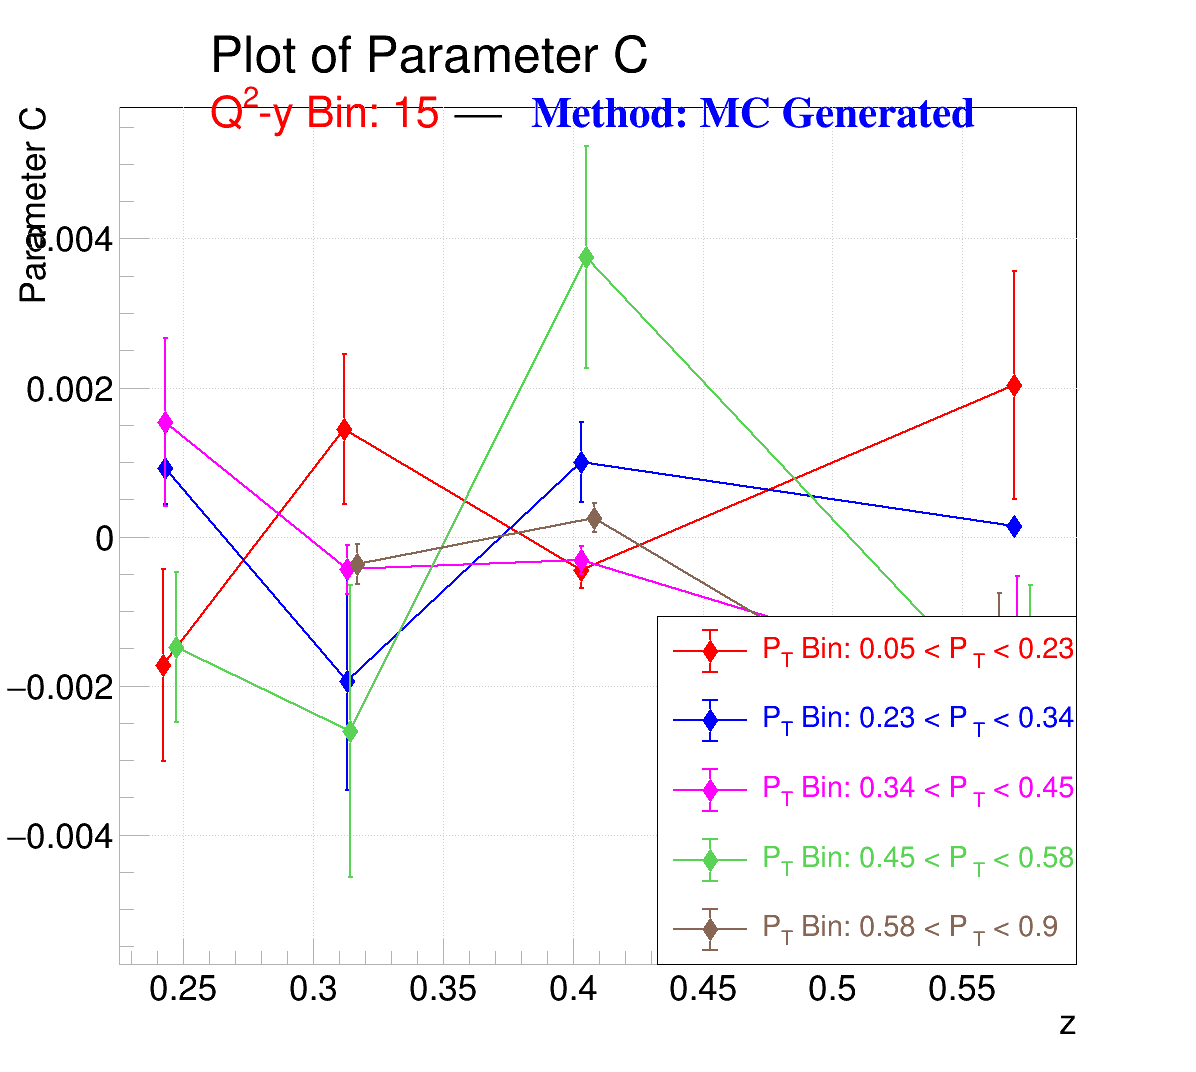 Plot of Parameter C
Q2-y Bin: 15 — Method: MC Generated
Parameter C
0.004
0.002
0
−0.002
−0.004
PT Bin: 0.05 < PT < 0.23
PT Bin: 0.23 < PT < 0.34
PT Bin: 0.34 < PT < 0.45
PT Bin: 0.45 < PT < 0.58
PT Bin: 0.58 < PT < 0.9
0.25 0.3 0.35 0.4 0.45 0.5 0.55
z